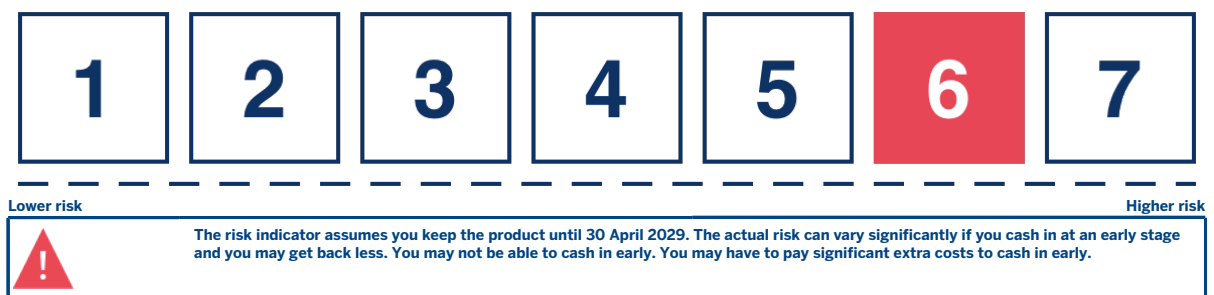 1 2 3 4 5 6 7
Lower risk Higher risk
!
The risk indicator assumes you keep the product until 30 April 2029. The actual risk can vary significantly if you cash in at an early stage
and you may get back less. You may not be able to cash in early. You may have to pay significant extra costs to cash in early.